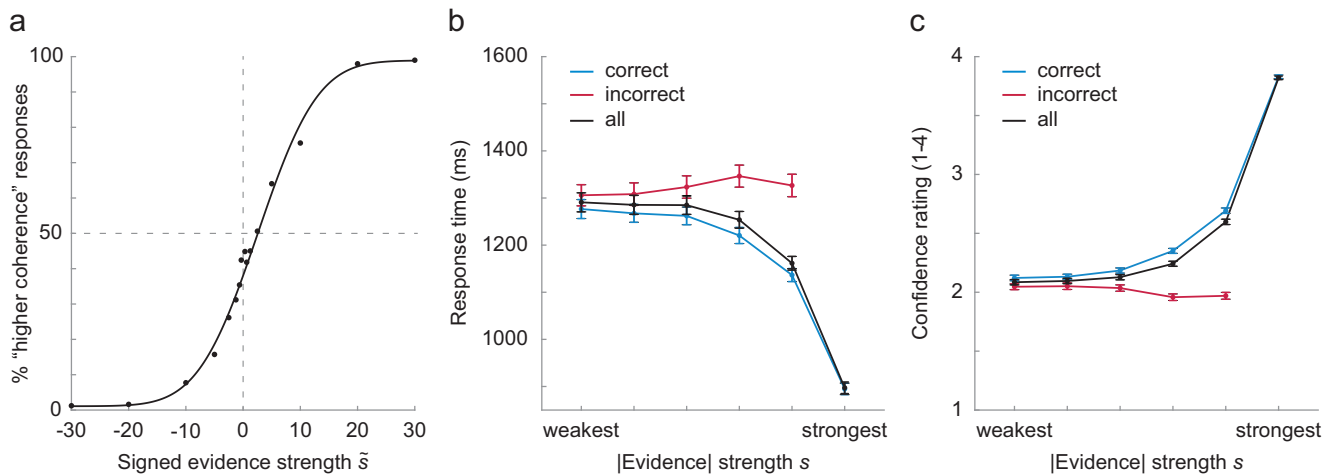 a
% “higher coherence” responses
100
50
0
-30
-20
-10
0
10
20
30
Signed evidence strength s̃
b
Response time (ms)
1600
1400
1200
1000
correct
incorrect
all
weakest
strongest
|Evidence| strength s
c
Confidence rating (1-4)
4
3
2
1
correct
incorrect
all
weakest
strongest
|Evidence| strength s